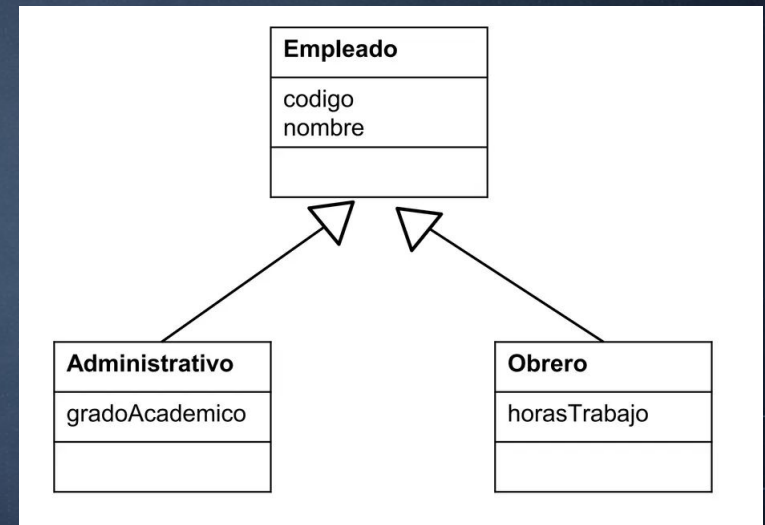 Empleado
codigo
nombre
Administrativo
gradoAcademico
Obrero
horasTrabajo